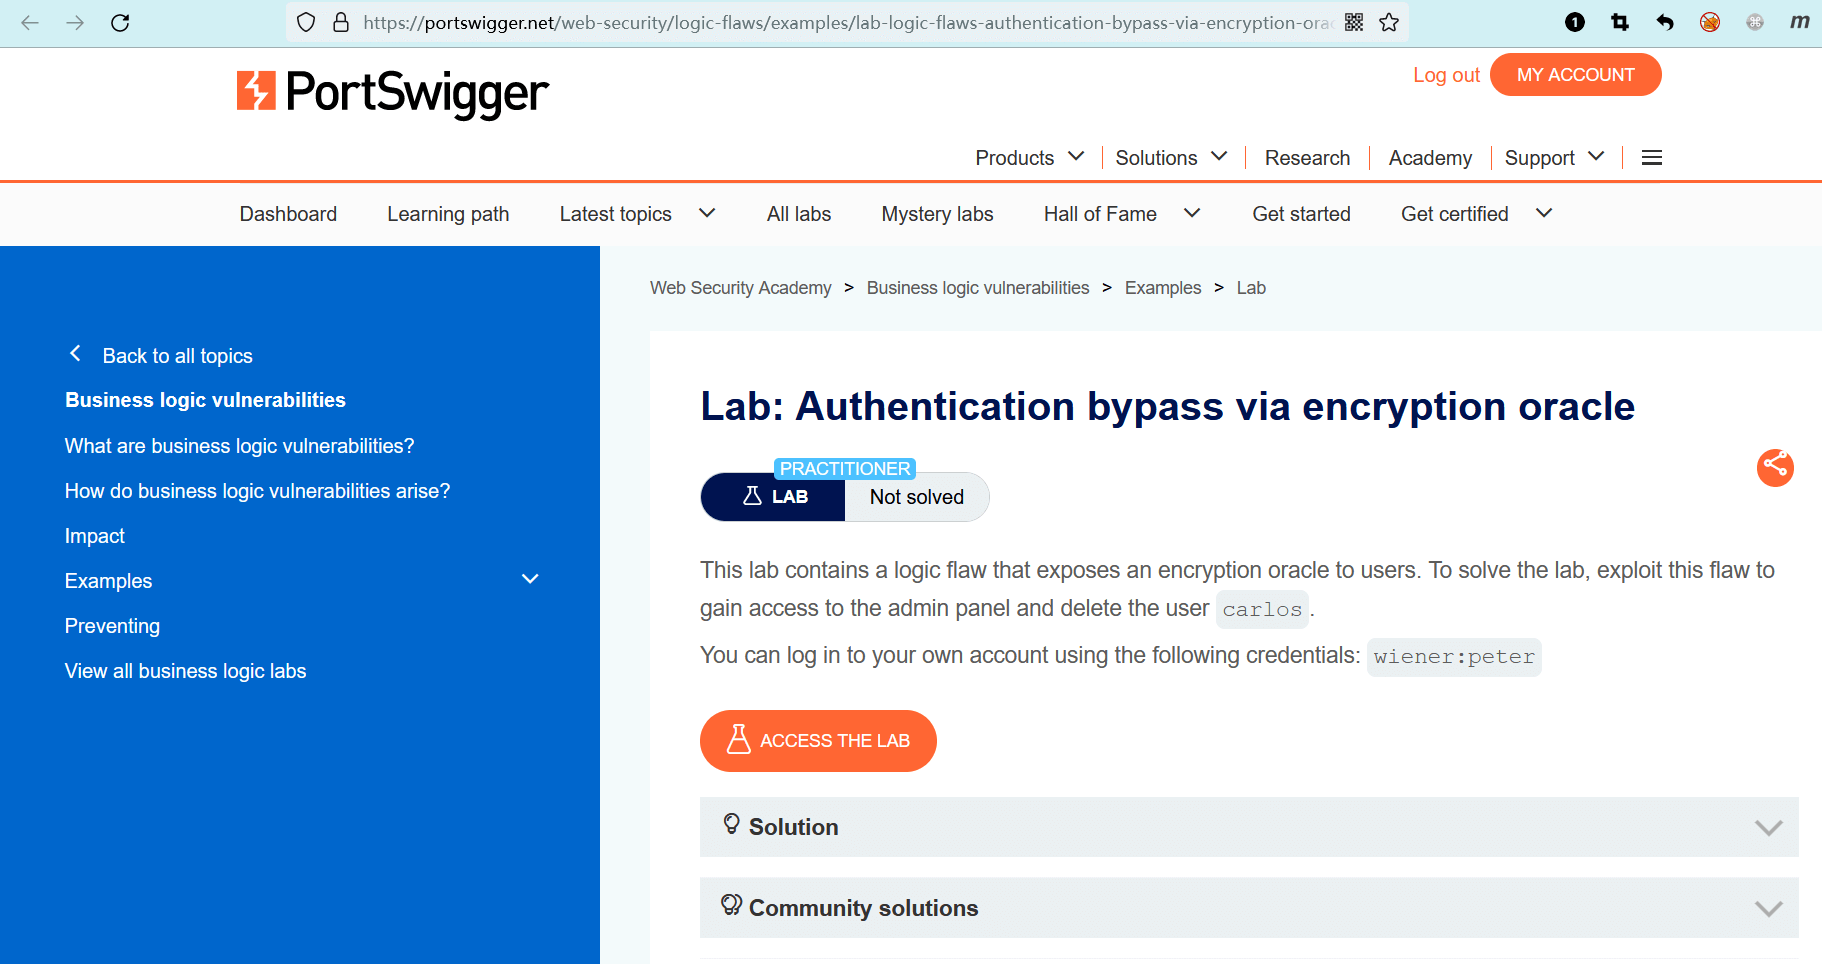 https://portswigger.net/web-security/logic-flaws/examples/lab-logic-flaws-authentication-bypass-via-encryption-orac
1
m
PortSwigger
Log out
MY ACCOUNT
Products
Solutions
Research
Academy
Support
Dashboard
Learning path
Latest topics
All labs
Mystery labs
Hall of Fame
Get started
Get certified
Back to all topics
Business logic vulnerabilities
What are business logic vulnerabilities?
How do business logic vulnerabilities arise?
Impact
Examples
Preventing
View all business logic labs
Web Security Academy > Business logic vulnerabilities > Examples > Lab
Lab: Authentication bypass via encryption oracle
PRACTITIONER
LAB
Not solved
This lab contains a logic flaw that exposes an encryption oracle to users. To solve the lab, exploit this flaw to
gain access to the admin panel and delete the user carlos.
You can log in to your own account using the following credentials: wiener:peter
ACCESS THE LAB
Solution
Community solutions